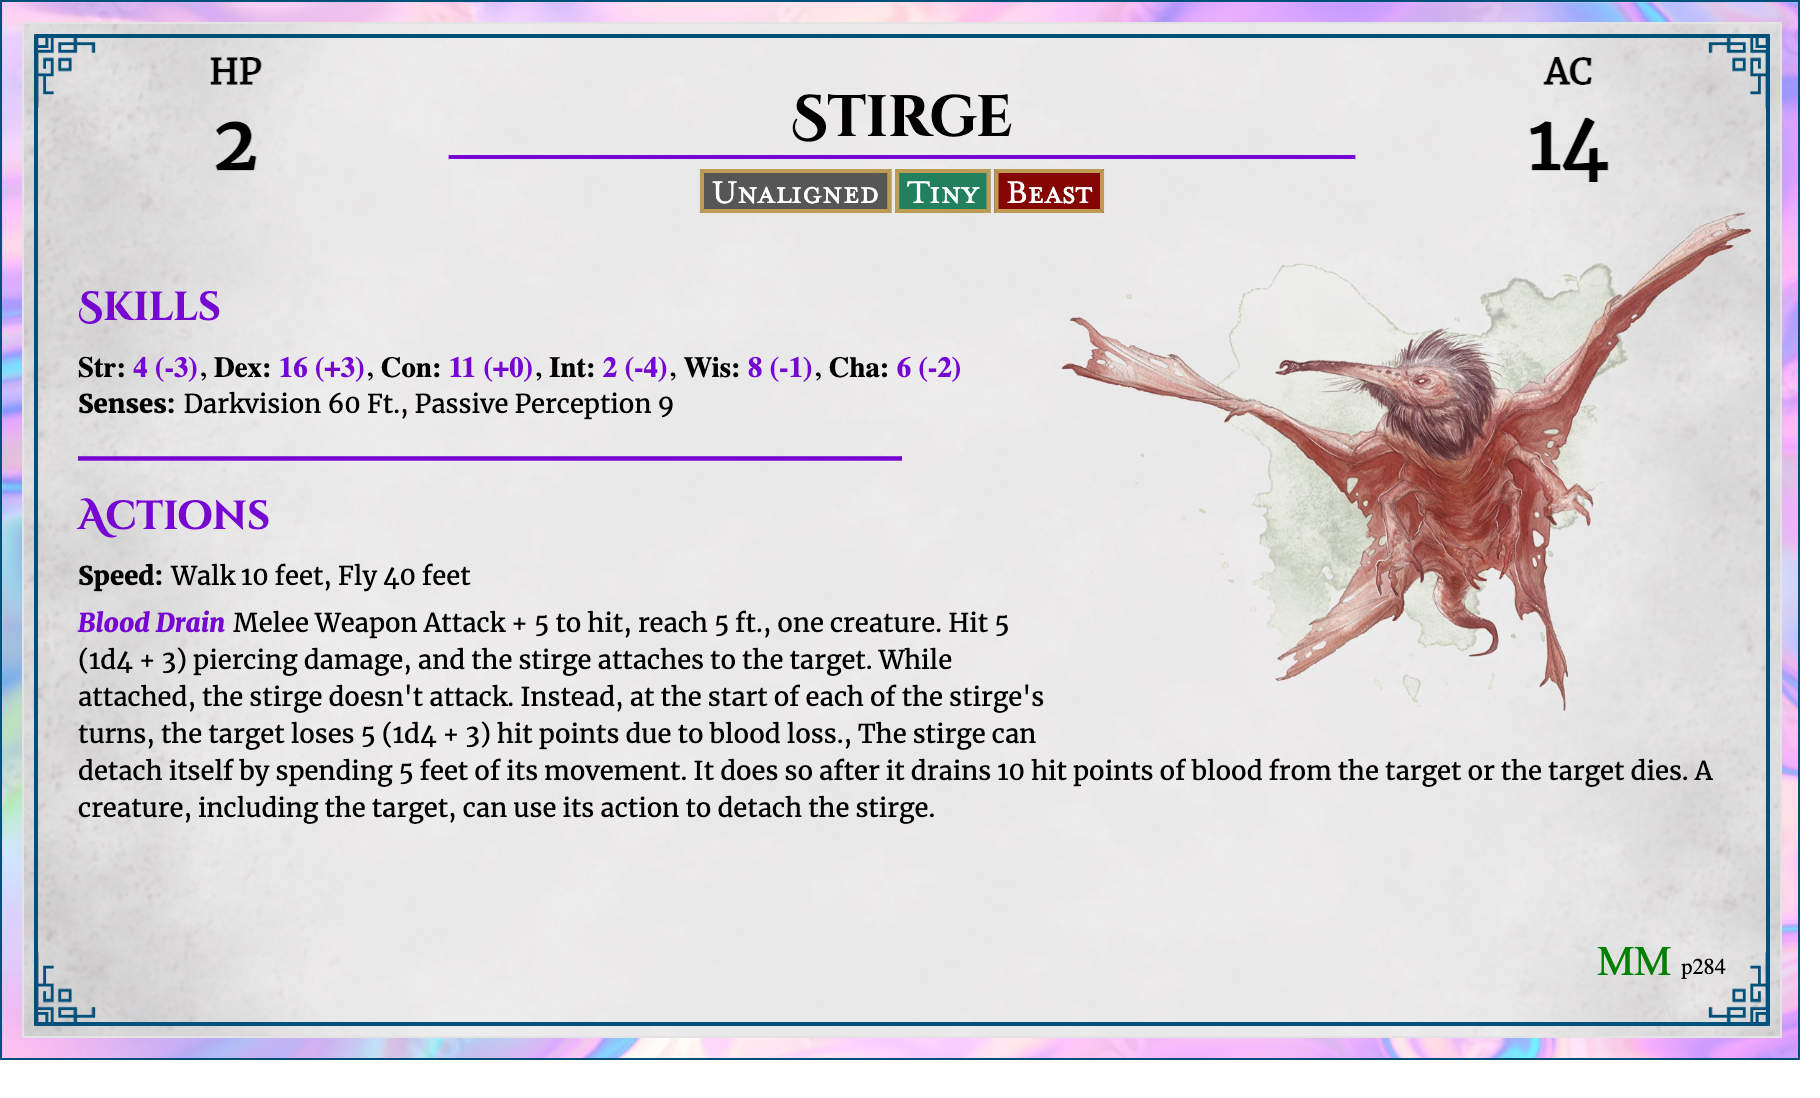 HP
2
STIRGE
AC
14
UNALIGNED TINY BEAST
SKILLS
Str: 4 (-3), Dex: 16 (+3), Con: 11 (+0), Int: 2 (-4), Wis: 8 (-1), Cha: 6 (-2)
Senses: Darkvision 60 Ft., Passive Perception 9
ACTIONS
Speed: Walk 10 feet, Fly 40 feet
Blood Drain Melee Weapon Attack + 5 to hit, reach 5 ft., one creature. Hit 5
(1d4 + 3) piercing damage, and the stirge attaches to the target. While
attached, the stirge doesn't attack. Instead, at the start of each of the stirge's
turns, the target loses 5 (1d4 + 3) hit points due to blood loss., The stirge can
detach itself by spending 5 feet of its movement. It does so after it drains 10 hit points of blood from the target or the target dies. A
creature, including the target, can use its action to detach the stirge.
MM p284